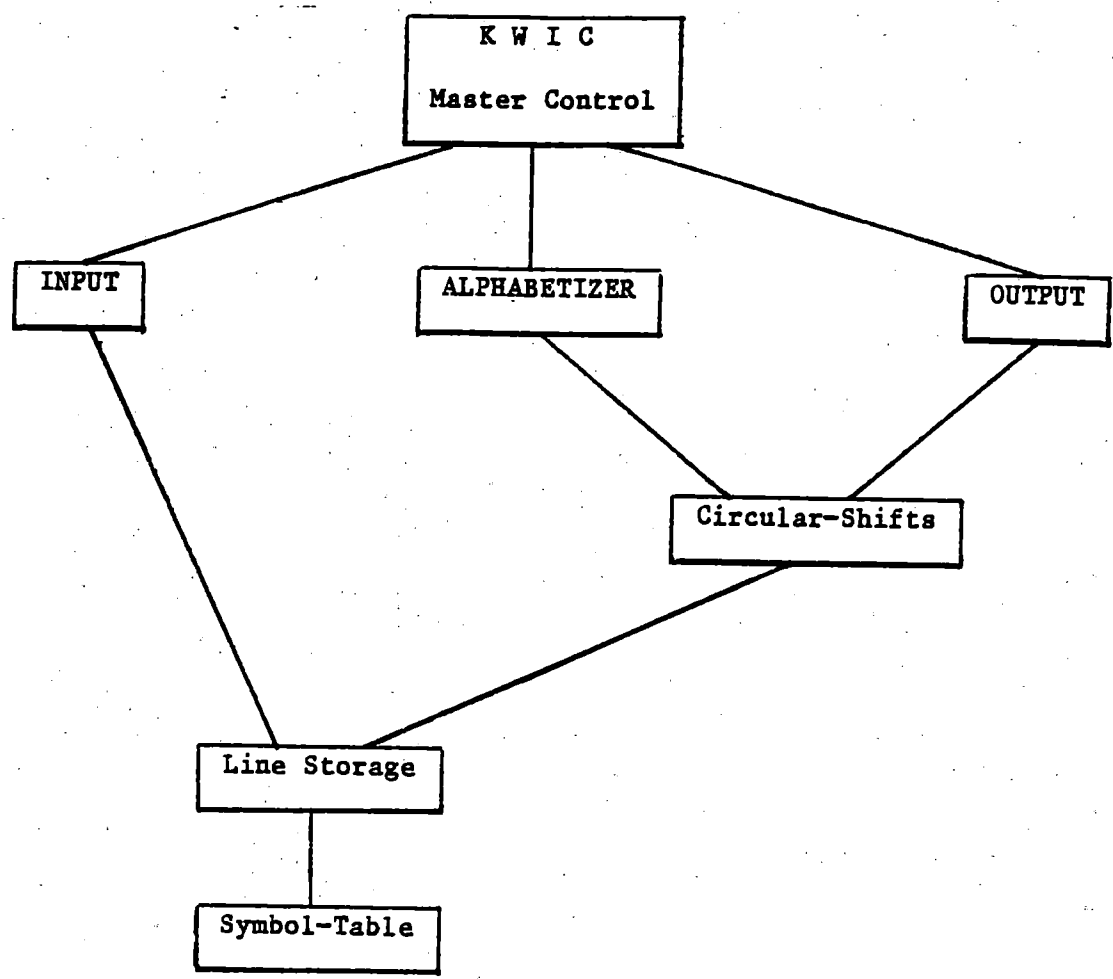 K W I C
Master Control
INPUT
ALPHABETIZER
OUTPUT
Circular-Shifts
Line Storage
Symbol-Table